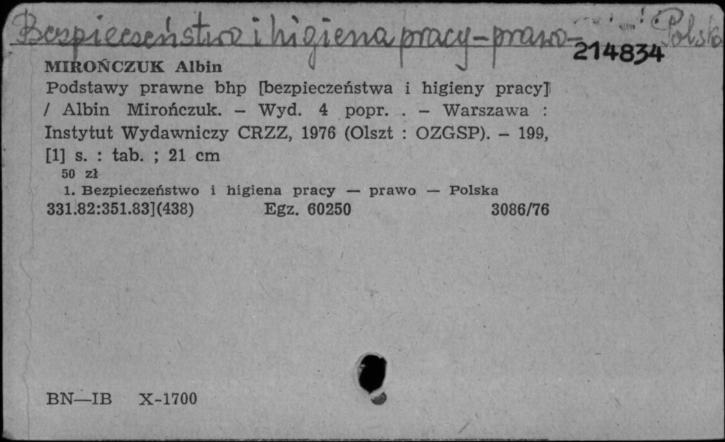 Bezpieczeństwo i higiena pracy - prawo - Polska
214834
MIROŃCZUK Albin
Podstawy prawne bhp [bezpieczeństwa i higieny pracy]
/ Albin Mirończuk. – Wyd. 4 popr. . – Warszawa :
Instytut Wydawniczy CRZZ, 1976 (Olszt : OZGSP). – 199,
[1] s. : tab. ; 21 cm
50 zł
1. Bezpieczeństwo i higiena pracy — prawo — Polska
331.82:351.83](438) Egz. 60250 3086/76
BN—IB X-1700